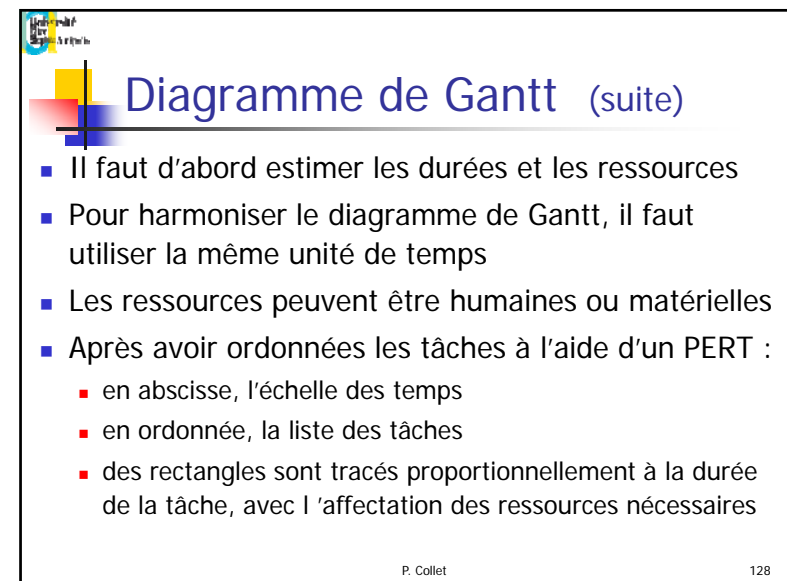 Diagramme de Gantt (suite)
Il faut d'abord estimer les durées et les ressources
Pour harmoniser le diagramme de Gantt, il faut
utiliser la même unité de temps
Les ressources peuvent être humaines ou matérielles
Après avoir ordonnées les tâches à l'aide d'un PERT :
en abscisse, l'échelle des temps
en ordonnée, la liste des tâches
des rectangles sont tracés proportionnellement à la durée
de la tâche, avec l 'affectation des ressources nécessaires
P. Collet
128